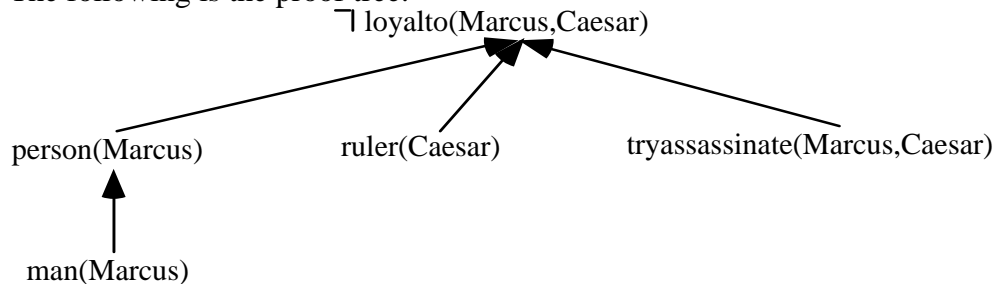 The following is the proof tree:
¬ loyalto(Marcus,Caesar)
person(Marcus) ruler(Caesar) tryassassinate(Marcus,Caesar)
man(Marcus)